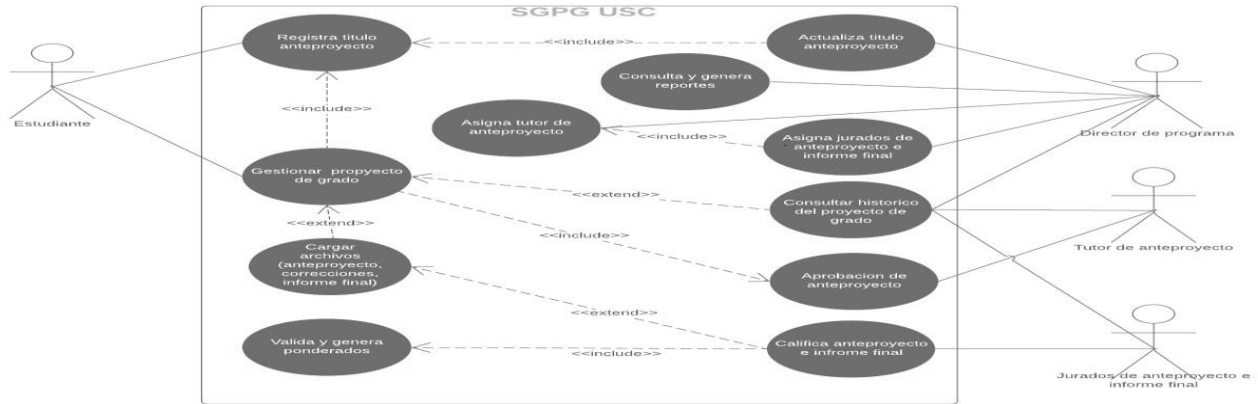 SGPG USC
Registra titulo
anteproyecto
<<include>>
Actualiza titulo
anteproyecto
Estudiante
<<include>>
Consulta y genera
reportes
Asigna tutor de
anteproyecto
<<include>>
Asigna jurados de
anteproyecto e
informe final
Director de programa
Gestionar propyecto
de grado
<<extend>>
Consultar historico
del proyecto de
grado
<<extend>>
<<include>>
Tutor de anteproyecto
Cargar
archivos
(anteproyecto,
correcciones,
informe final)
Aprobacion de
anteproyecto
<<extend>>
Valida y genera
ponderados
<<include>>
Califica anteproyecto
e infrome final
Jurados de anteproyecto e
informe final